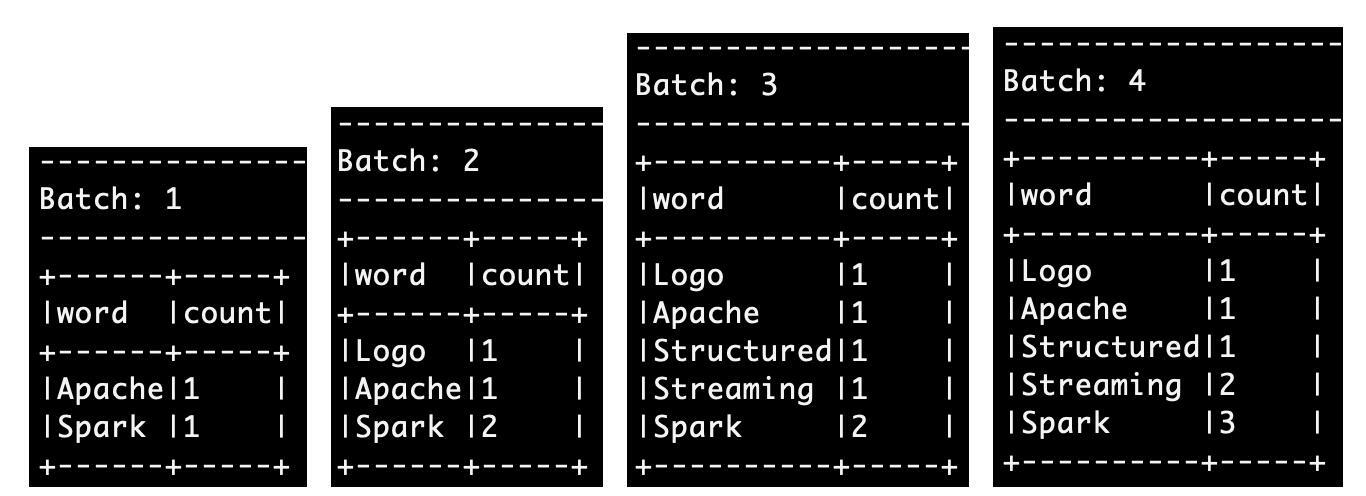 ---------------
Batch: 1
---------------
+------+-----+
|word  |count|
+------+-----+
|Apache|1    |
|Spark |1    |
+------+-----+
---------------
Batch: 2
---------------
+------+-----+
|word  |count|
+------+-----+
|Logo  |1    |
|Apache|1    |
|Spark |2    |
+------+-----+
-------------------
Batch: 3
-------------------
+----------+-----+
|word      |count|
+----------+-----+
|Logo      |1    |
|Apache    |1    |
|Structured|1    |
|Streaming |1    |
|Spark     |2    |
+----------+-----+
-------------------
Batch: 4
-------------------
+----------+-----+
|word      |count|
+----------+-----+
|Logo      |1    |
|Apache    |1    |
|Structured|1    |
|Streaming |2    |
|Spark     |3    |
+----------+-----+